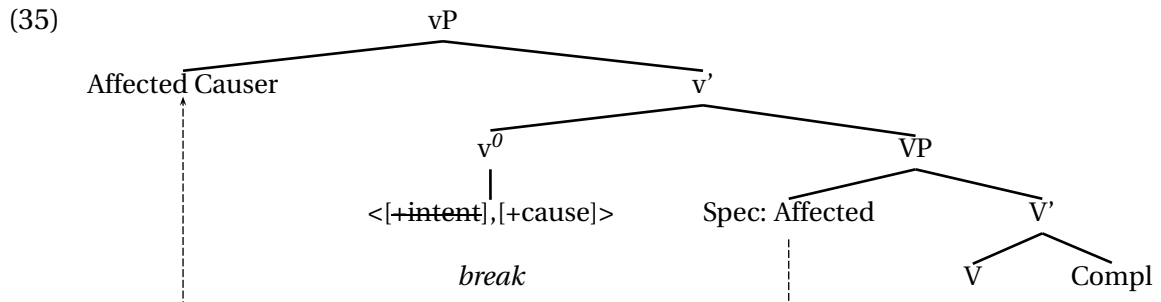 (35) vP
Affected Causer v’
v0 VP
<[+intent],[+cause]> Spec: Affected V’
break V Compl